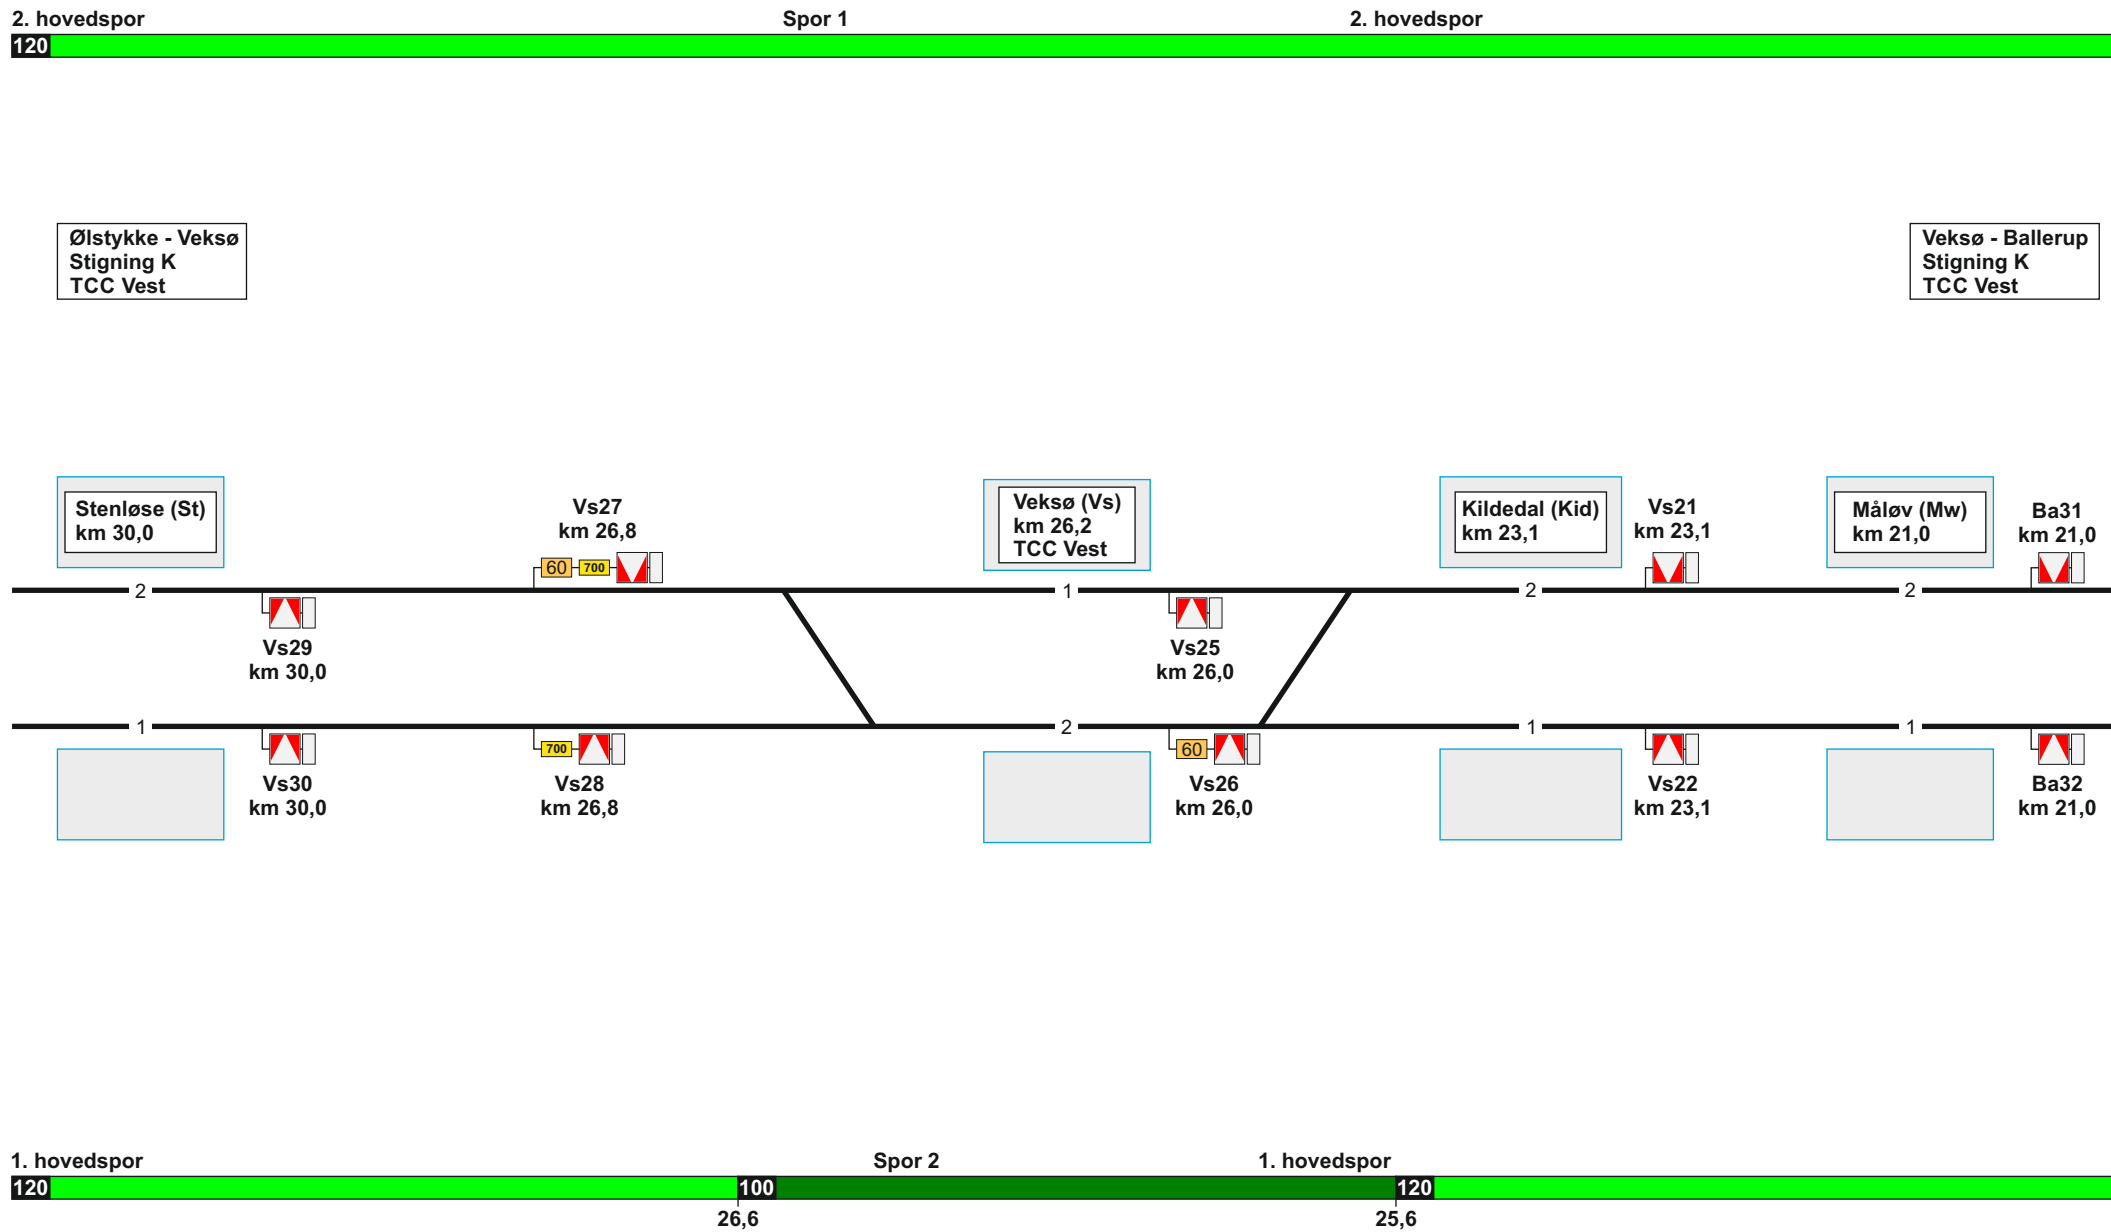 2. hovedspor
Spor 1
2. hovedspor
120
Ølstykke - Veksø
Stigning K
TCC Vest
Veksø - Ballerup
Stigning K
TCC Vest
Stenløse (St)
km 30,0
Vs27
km 26,8
60
700
Veksø (Vs)
km 26,2
TCC Vest
Kildedal (Kid)
km 23,1
Vs21
km 23,1
Måløv (Mw)
km 21,0
Ba31
km 21,0
2
1
2
2
Vs29
km 30,0
Vs25
km 26,0
1
2
1
1
700
60
Vs30
km 30,0
Vs28
km 26,8
Vs26
km 26,0
Vs22
km 23,1
Ba32
km 21,0
1. hovedspor
Spor 2
1. hovedspor
120
100
120
26,6
25,6